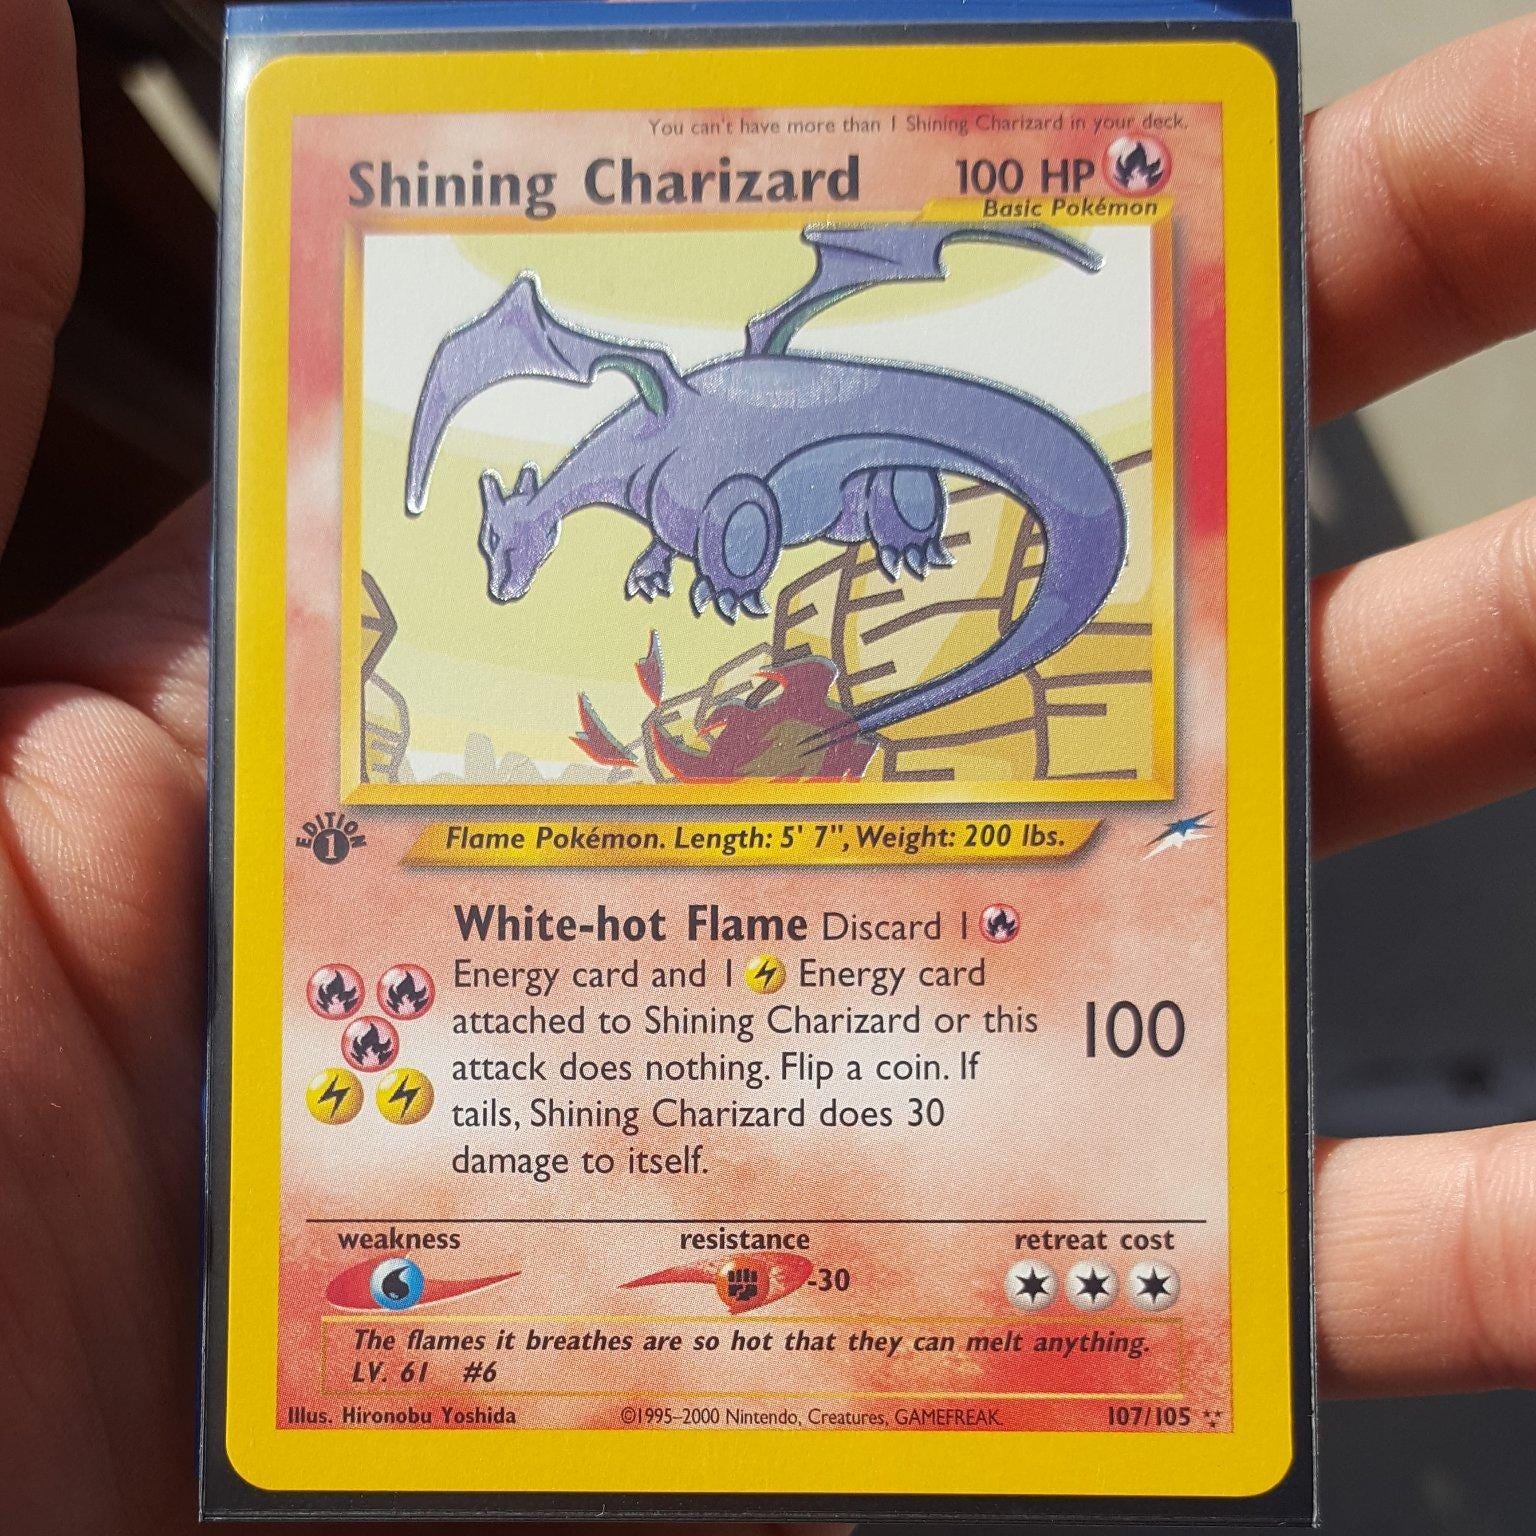 You can't have more than 1 Shining Charizard in your deck.
Shining Charizard 100 HP
Basic Pokémon
EDITION 1
Flame Pokémon. Length: 5' 7", Weight: 200 lbs.
White-hot Flame Discard 1
Energy card and 1 Energy card
attached to Shining Charizard or this
attack does nothing. Flip a coin. If
tails, Shining Charizard does 30
damage to itself.
100
weakness resistance retreat cost
-30
The flames it breathes are so hot that they can melt anything.
LV. 61 #6
Illus. Hironobu Yoshida ©1995–2000 Nintendo, Creatures, GAMEFREAK. 107/105